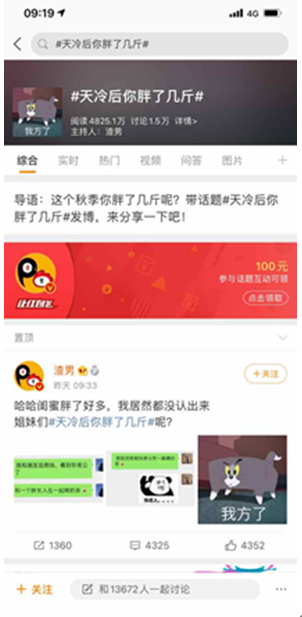 09:19
4G
#天冷后你胖了几斤#
#天冷后你胖了几斤#
阅读4825.1万 讨论1.5万 详情>
主持人：渣男
我方了
综合 实时 热门 视频 问答 图片
导语：这个秋季你胖了几斤呢？带话题#天冷后你
胖了几斤#发博，来分享一下吧！
100元
参与话题互动可领
点击领取
让红包飞
置顶
渣男
昨天 09:33
+关注
哈哈闺蜜胖了好多，我居然都没认出来
姐妹们#天冷后你胖了几斤#呢？
我方了
1360
4325
4352
+ 关注
和13672人一起讨论